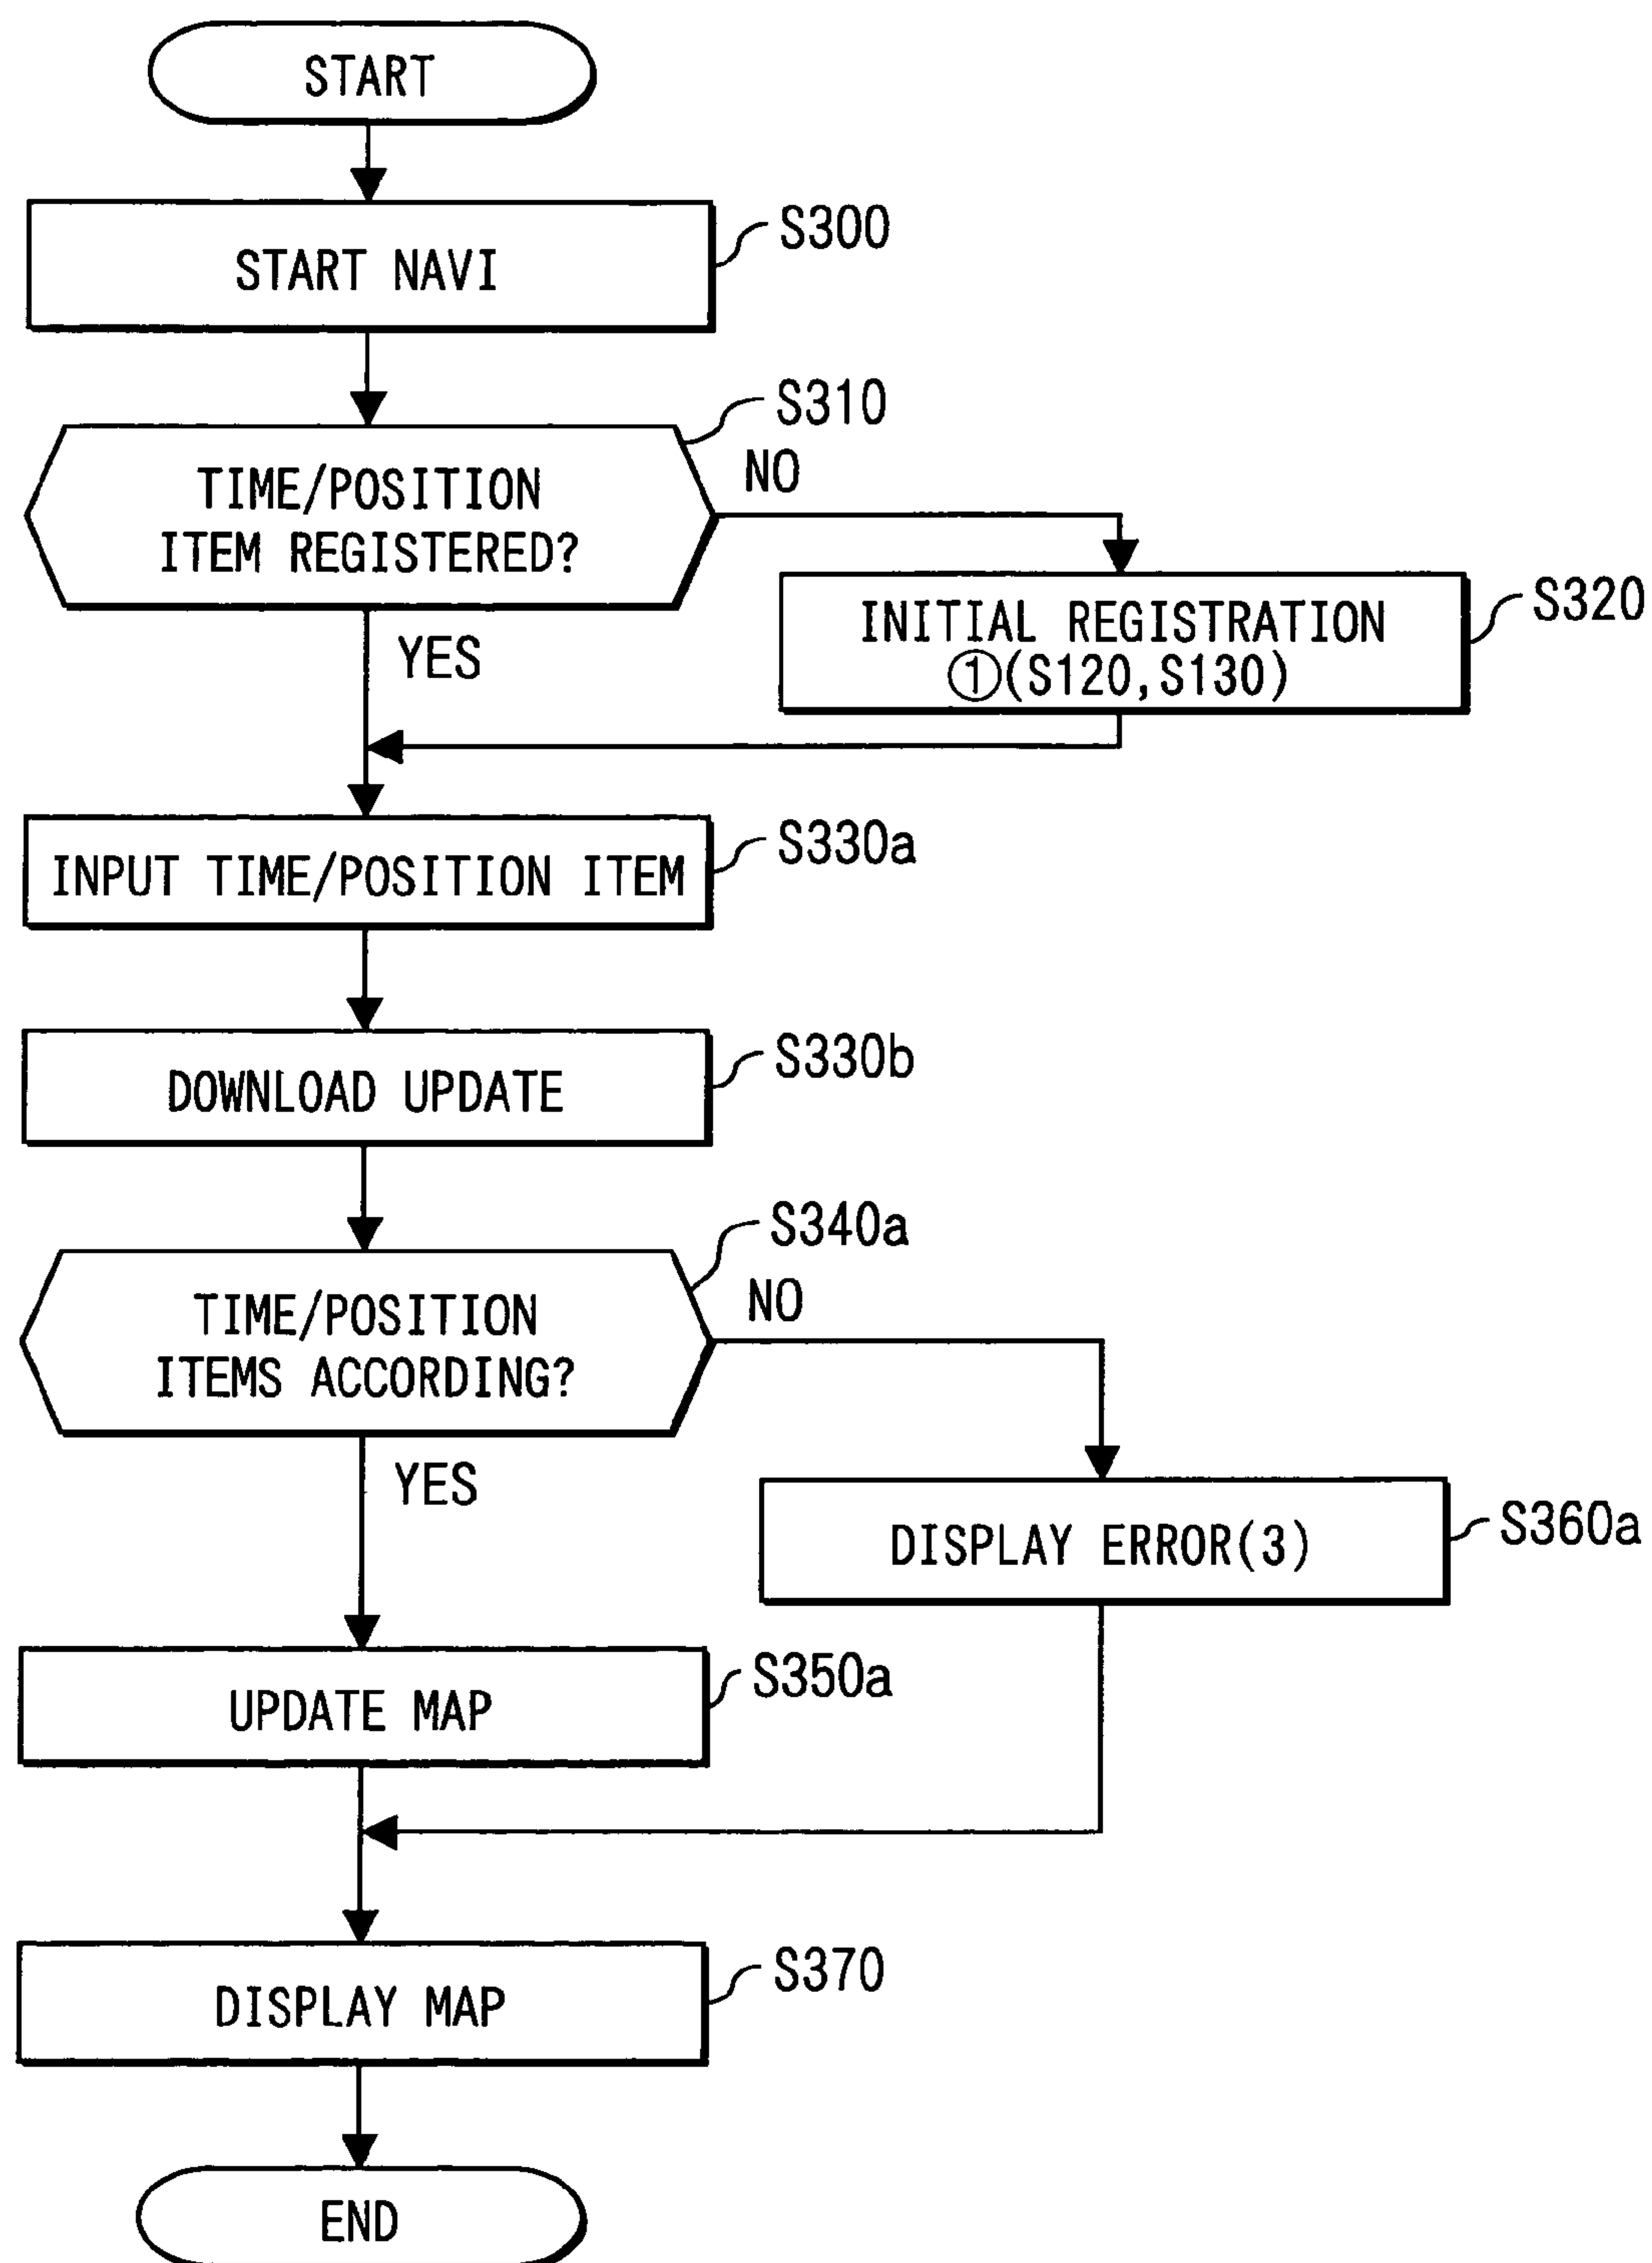 START
START NAVI
S300
S310
TIME/POSITION
ITEM REGISTERED?
NO
YES
INITIAL REGISTRATION
①(S120,S130)
S320
INPUT TIME/POSITION ITEM
S330a
DOWNLOAD UPDATE
S330b
S340a
TIME/POSITION
ITEMS ACCORDING?
NO
YES
DISPLAY ERROR(3)
S360a
UPDATE MAP
S350a
DISPLAY MAP
S370
END